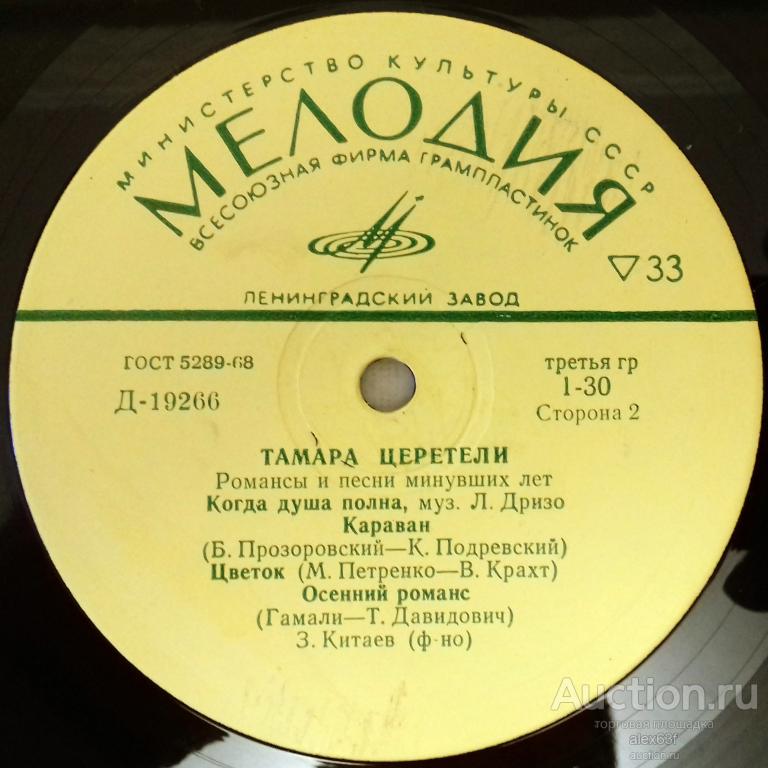 МИНИСТЕРСТВО КУЛЬТУРЫ СССР
МЕЛОДИЯ
ВСЕСОЮЗНАЯ ФИРМА ГРАМПЛАСТИНОК
33
ЛЕНИНГРАДСКИЙ ЗАВОД
ГОСТ 5289-68
третья гр
Д-19266
1-30
Сторона 2
ТАМАРА ЦЕРЕТЕЛИ
Романсы и песни минувших лет
Когда душа полна, муз. Л. Дризо
Караван
(Б. Прозоровский—К. Подревский)
Цветок (М. Петренко—В. Крахт)
Осенний романс
(Гамали—Т. Давидович)
З. Китаев (ф-но)
Auction.ru
торговая площадка
alex63f
auction.ru